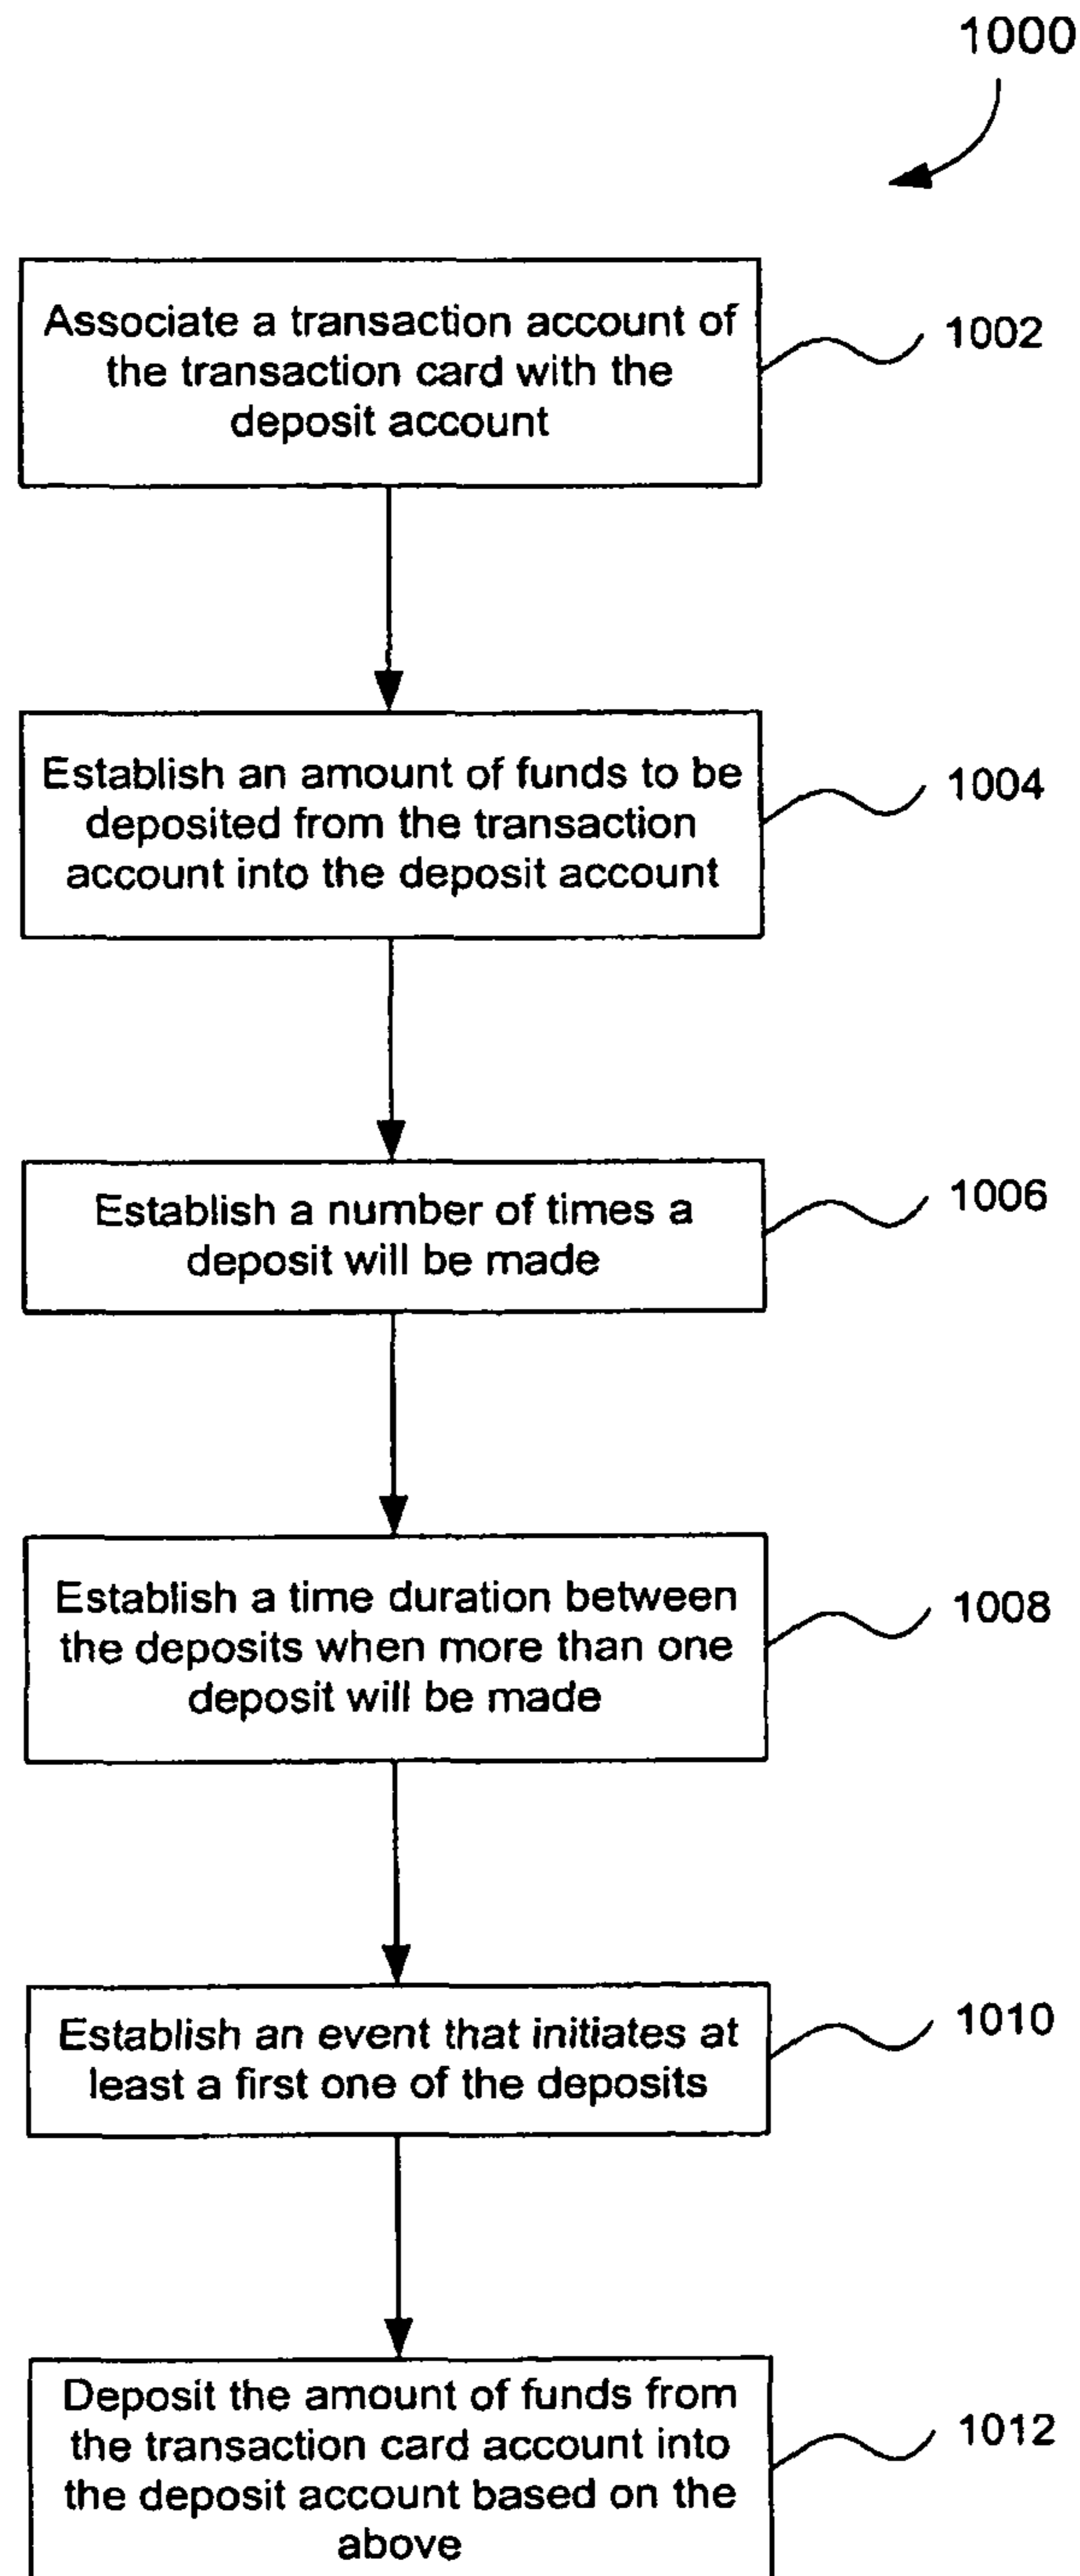 1000
Associate a transaction account of
the transaction card with the
deposit account
1002
Establish an amount of funds to be
deposited from the transaction
account into the deposit account
1004
Establish a number of times a
deposit will be made
1006
Establish a time duration between
the deposits when more than one
deposit will be made
1008
Establish an event that initiates at
least a first one of the deposits
1010
Deposit the amount of funds from
the transaction card account into
the deposit account based on the
above
1012